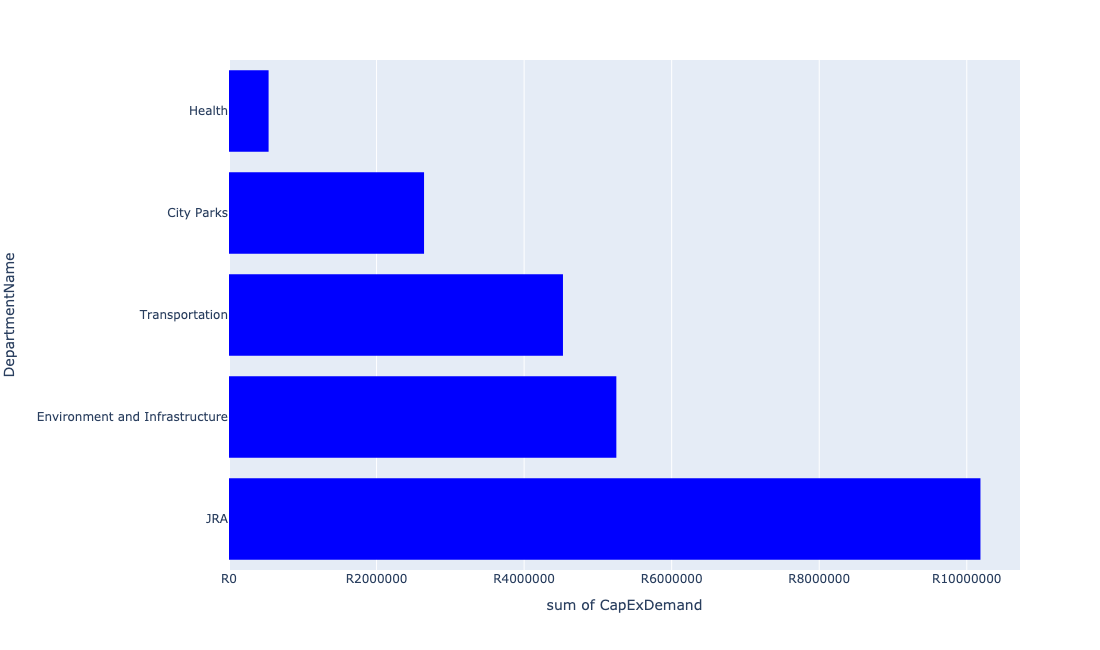 Health
City Parks
Transportation
Environment and Infrastructure
JRA
DepartmentName
R0 R2000000 R4000000 R6000000 R8000000 R10000000
sum of CapExDemand